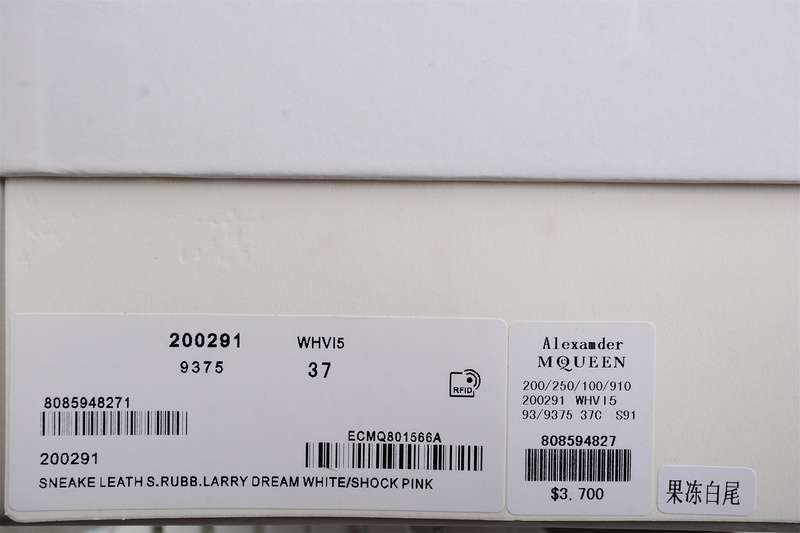 200291 WHVI5
9375 37
RFID
8085948271
ECMQ801566A
200291
SNEAKE LEATH S.RUBB.LARRY DREAM WHITE/SHOCK PINK
Alexamder
MCQUEEN
200/250/100/910
200291 WHVI5
93/9375 37C S91
808594827
$3.700
果冻白尾